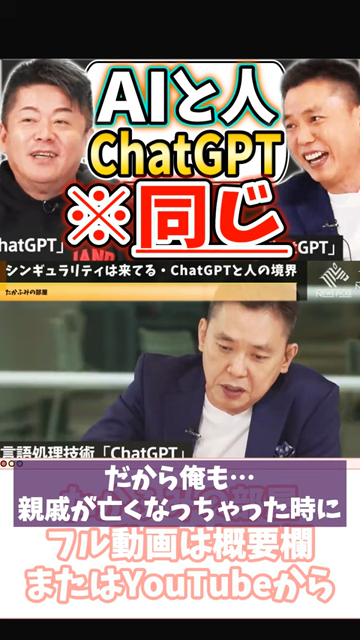 AIと人
ChatGPT
※同じ
hatGPT」
tGPT」
シンギュラリティは来てる・ChatGPTと人の境界
たかふみの部屋
言語処理技術「ChatGPT」
だから俺も…
親戚が亡くなっちゃった時に
フル動画は概要欄
またはYouTubeから